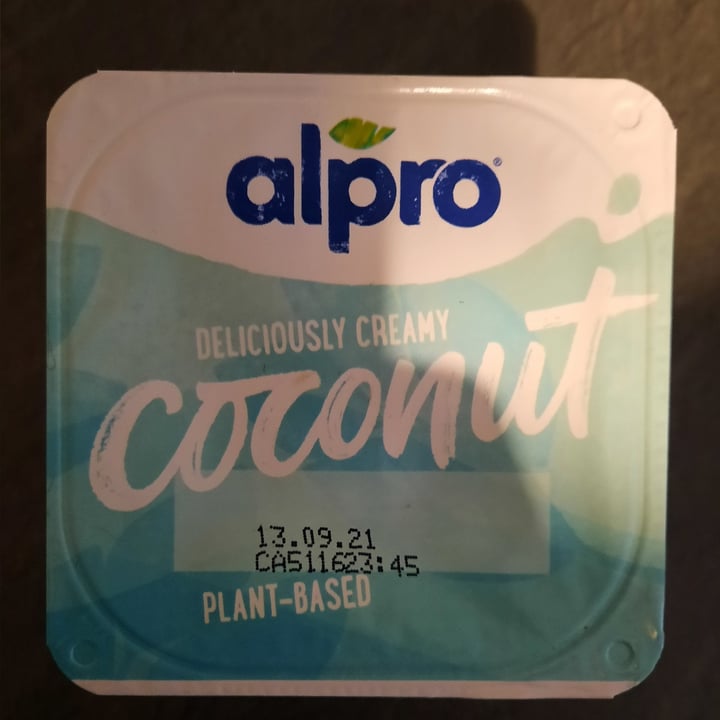 alpro®
DELICIOUSLY CREAMY
coconut
13.09.21
CA511623:45
PLANT-BASED